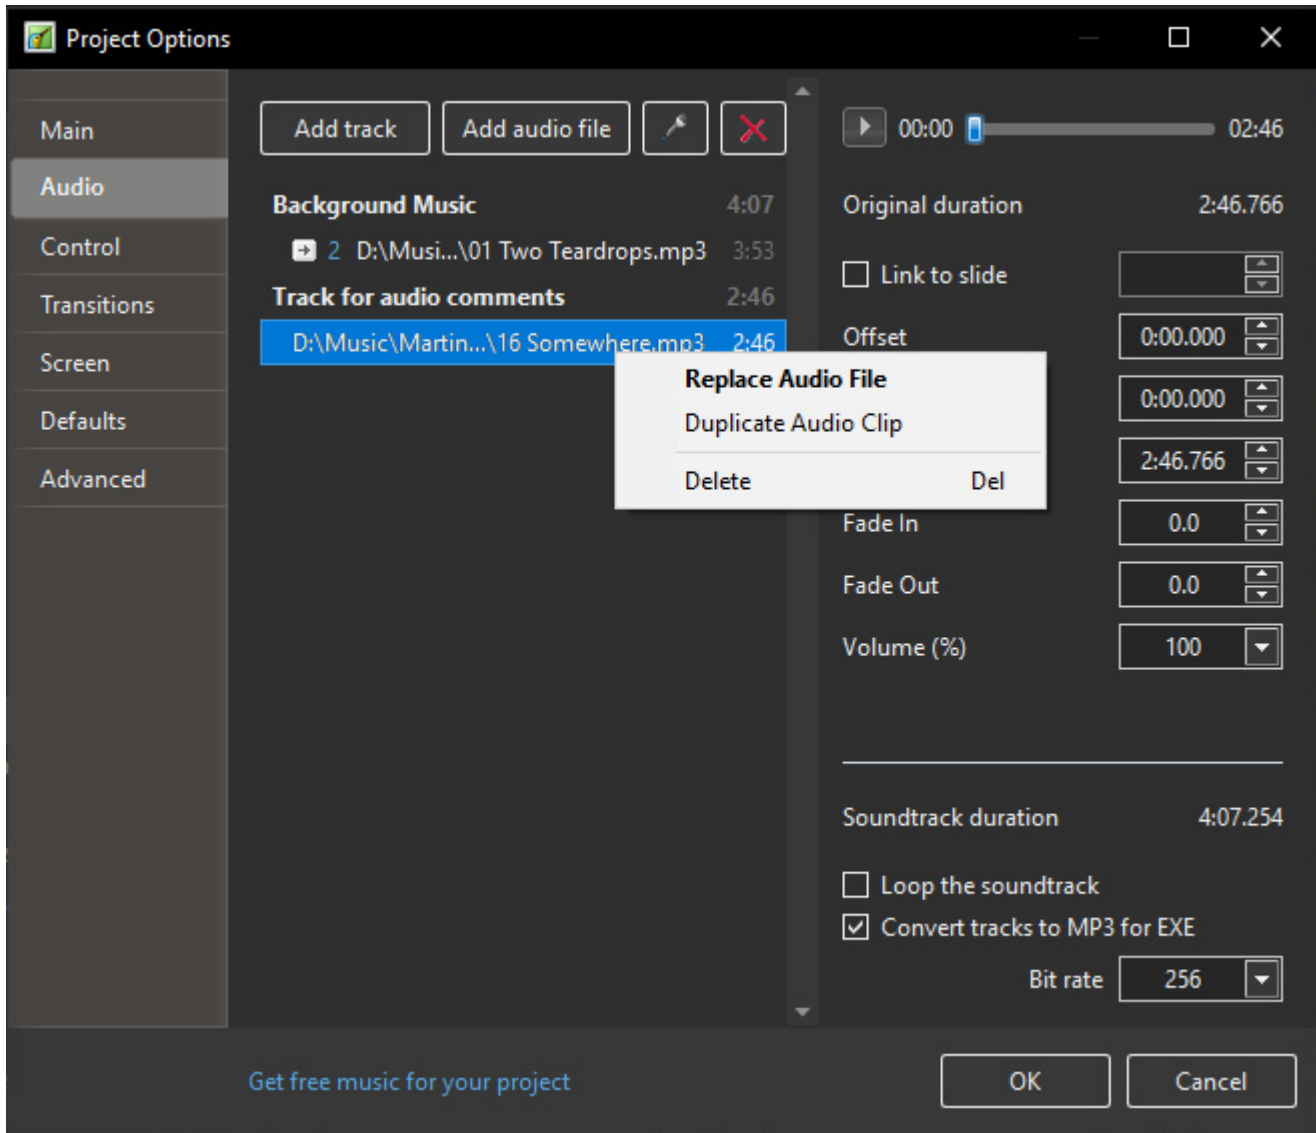 Project Options
Main
Audio
Control
Transitions
Screen
Defaults
Advanced
Add track
Add audio file
Background Music 4:07
2 D:\Musi...\01 Two Teardrops.mp3 3:53
Track for audio comments 2:46
D:\Music\Martin...\16 Somewhere.mp3 2:46
Replace Audio File
Duplicate Audio Clip
Delete Del
00:00 02:46
Original duration 2:46.766
Link to slide
Offset 0:00.000
0:00.000
2:46.766
Fade In 0.0
Fade Out 0.0
Volume (%) 100
Soundtrack duration 4:07.254
Loop the soundtrack
Convert tracks to MP3 for EXE
Bit rate 256
Get free music for your project
OK
Cancel